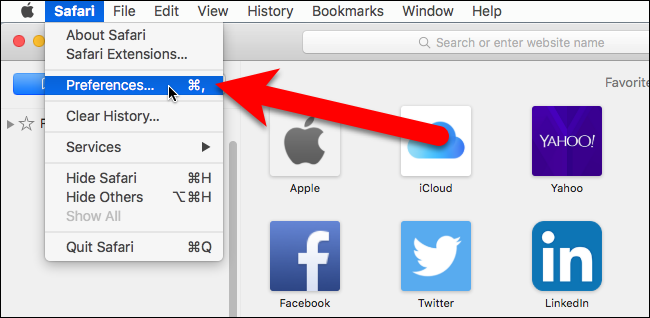 Safari File Edit View History Bookmarks Window Help
About Safari
Safari Extensions...
Preferences... ⌘,
Clear History...
Services
Hide Safari ⌘H
Hide Others ⌥⌘H
Show All
Quit Safari ⌘Q
Search or enter website name
Favorite
YAHOO!
Apple iCloud Yahoo
f
in
Facebook Twitter LinkedIn